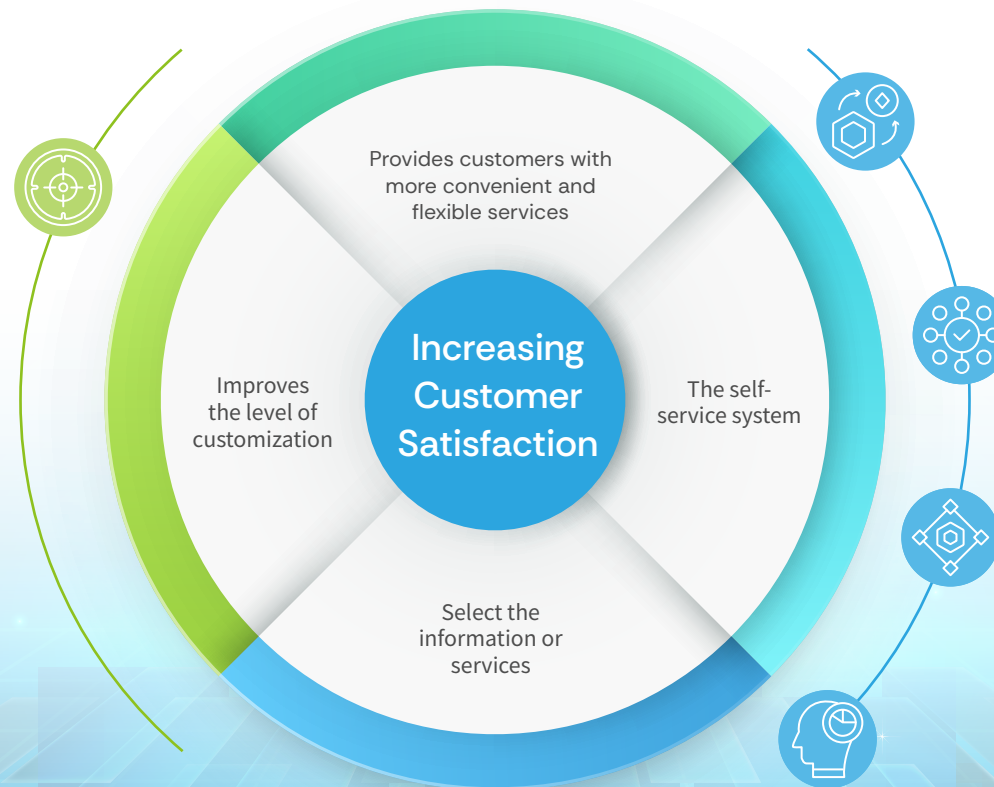 Provides customers with
more convenient and
flexible services
Increasing
Customer
Satisfaction
Improves
the level of
customization
The self-
service system
Select the
information or
services